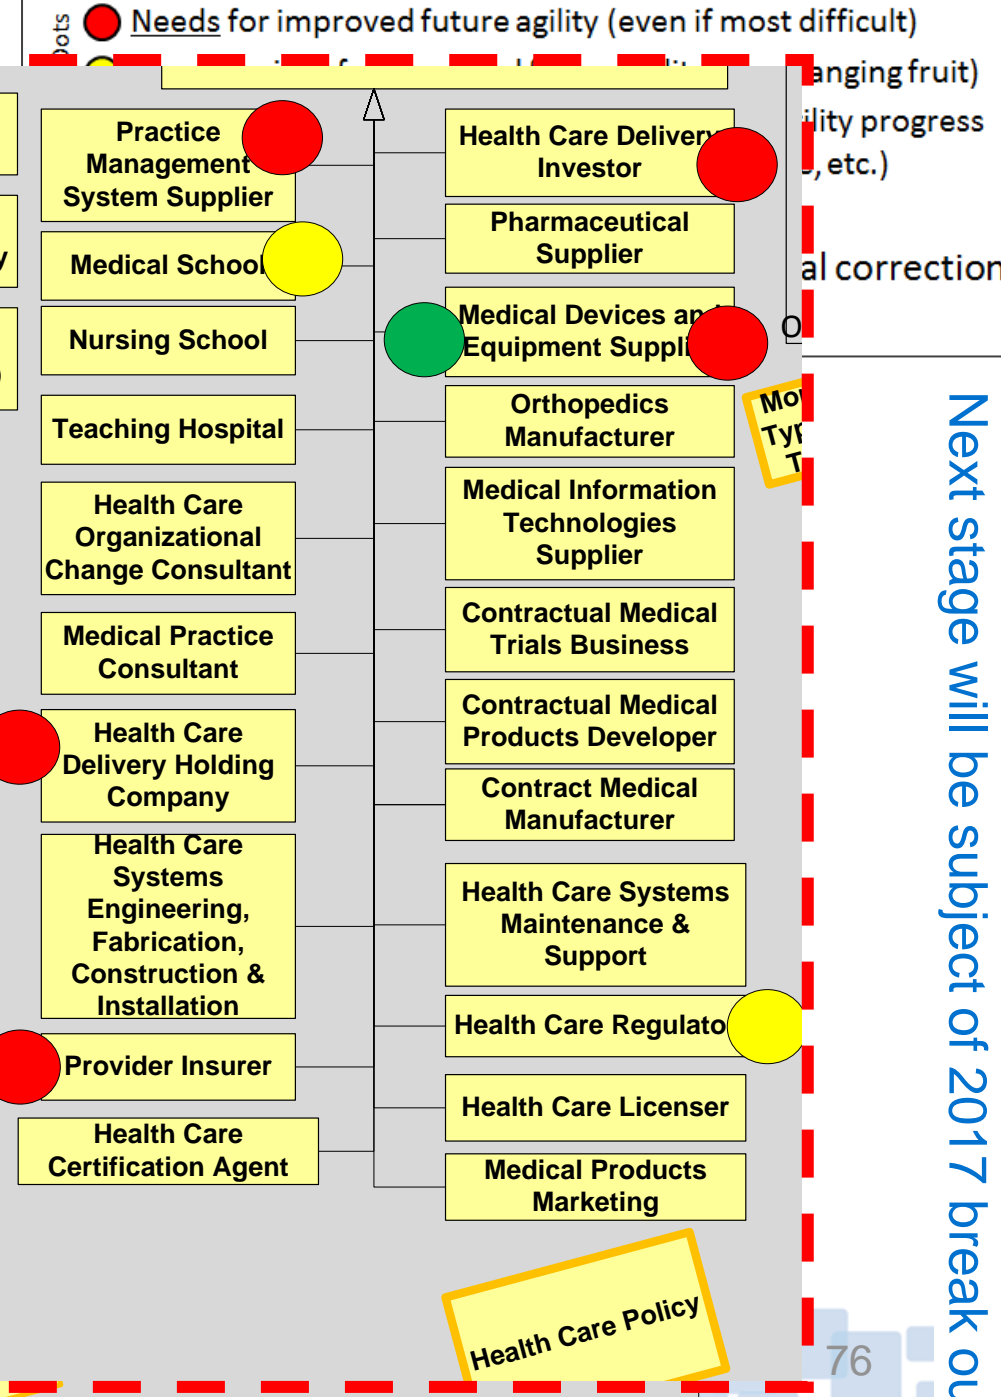 Needs for improved future agility (even if most difficult)
anging fruit)
ility progress
, etc.)
al correction
Practice
Management
System Supplier
Medical School
Nursing School
Teaching Hospital
Health Care
Organizational
Change Consultant
Medical Practice
Consultant
Health Care
Delivery Holding
Company
Health Care
Systems
Engineering,
Fabrication,
Construction &
Installation
Provider Insurer
Health Care
Certification Agent
Health Care Delivery
Investor
Pharmaceutical
Supplier
Medical Devices and
Equipment Suppli
Orthopedics
Manufacturer
Medical Information
Technologies
Supplier
Contractual Medical
Trials Business
Contractual Medical
Products Developer
Contract Medical
Manufacturer
Health Care Systems
Maintenance &
Support
Health Care Regulato
Health Care Licenser
Medical Products
Marketing
Health Care Policy
Next stage will be subject of 2017 break ou
76